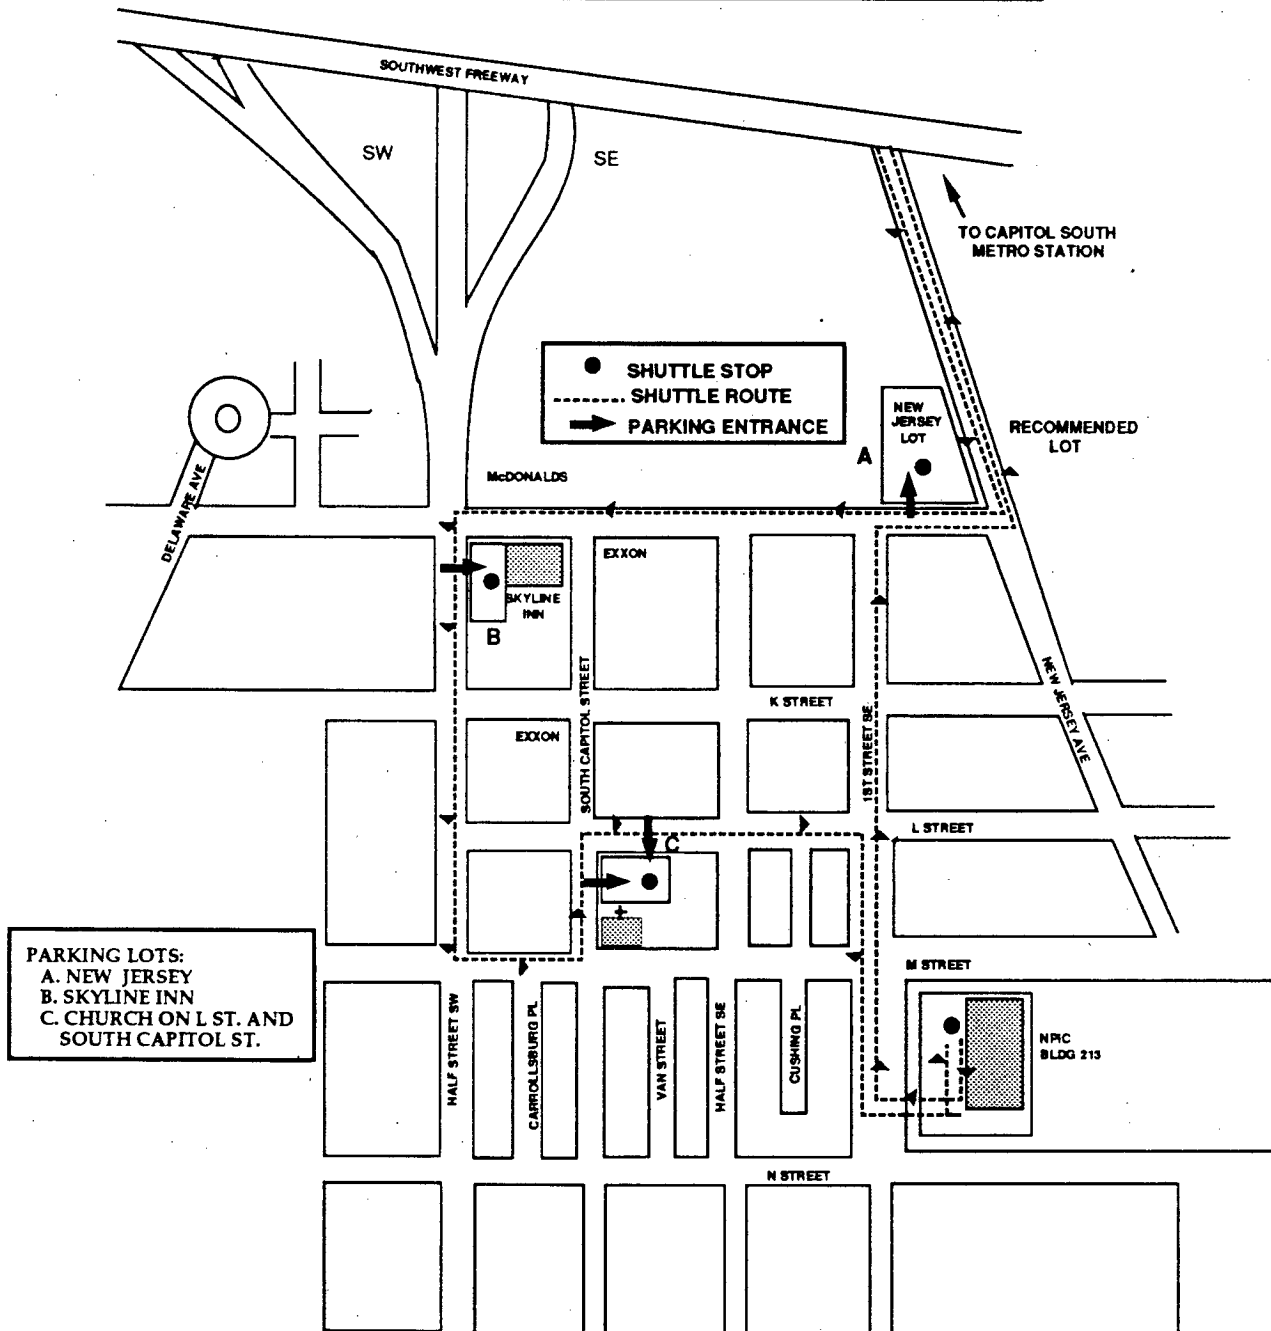 SOUTHWEST FREEWAY
SW
SE
TO CAPITOL SOUTH
METRO STATION
SHUTTLE STOP
SHUTTLE ROUTE
PARKING ENTRANCE
NEW
JERSEY
LOT
A
RECOMMENDED
LOT
McDONALDS
DELAWARE AVE
EXXON
SKYLINE
INN
B
SOUTH CAPITOL STREET
K STREET
NEW JERSEY AVE
EXXON
1ST STREET SE
L STREET
C
PARKING LOTS:
A. NEW JERSEY
B. SKYLINE INN
C. CHURCH ON L ST. AND
SOUTH CAPITOL ST.
M STREET
HALF STREET SW
CARROLLSBURG PL
VAN STREET
HALF STREET SE
CUSHING PL
NPIC
BLDG 213
N STREET